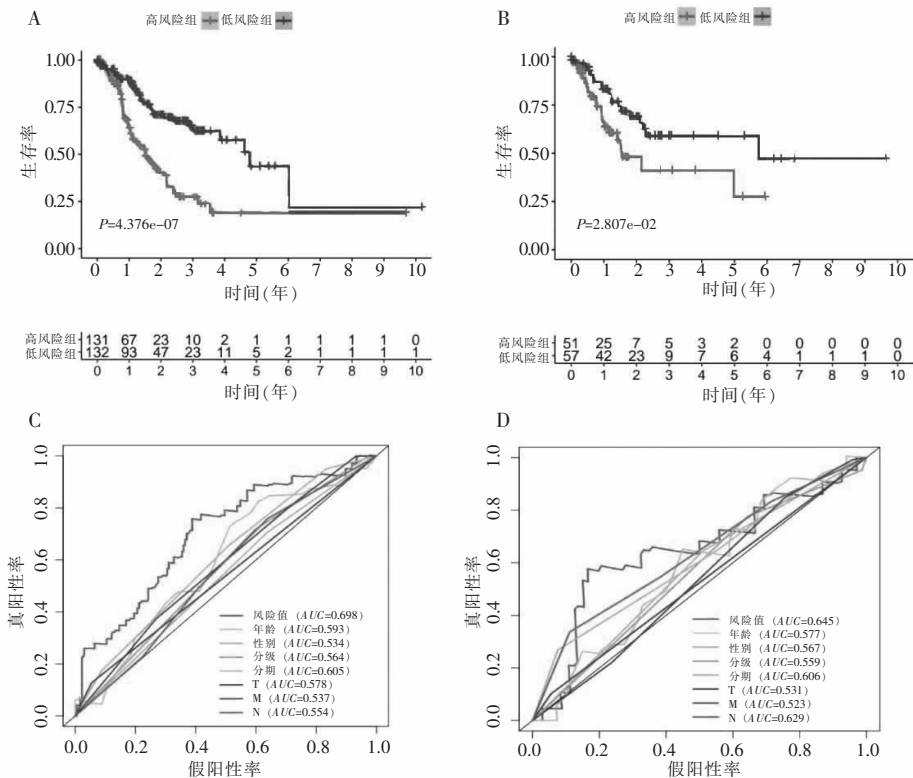 A
高风险组 低风险组
1.00
0.75
0.50
0.25
0.00
生存率
P=4.376e-07
0 1 2 3 4 5 6 7 8 9 10
时间(年)
高风险组 131 67 23 10 2 1 1 1 1 1 0
低风险组 132 93 47 23 11 5 2 1 1 1 1
0 1 2 3 4 5 6 7 8 9 10
时间(年)
B
高风险组 低风险组
1.00
0.75
0.50
0.25
0.00
生存率
P=2.807e-02
0 1 2 3 4 5 6 7 8 9 10
时间(年)
高风险组 51 25 7 5 3 2 0 0 0 0 0
低风险组 57 42 23 9 7 6 4 1 1 1 0
0 1 2 3 4 5 6 7 8 9 10
时间(年)
C
1.0
0.8
0.6
0.4
0.2
0.0
真阳性率
风险值 (AUC=0.698)
年龄 (AUC=0.593)
性别 (AUC=0.534)
分级 (AUC=0.564)
分期 (AUC=0.605)
T (AUC=0.578)
M (AUC=0.537)
N (AUC=0.554)
0.0 0.2 0.4 0.6 0.8 1.0
假阳性率
D
1.0
0.8
0.6
0.4
0.2
0.0
真阳性率
风险值 (AUC=0.645)
年龄 (AUC=0.577)
性别 (AUC=0.567)
分级 (AUC=0.559)
分期 (AUC=0.606)
T (AUC=0.531)
M (AUC=0.523)
N (AUC=0.629)
0.0 0.2 0.4 0.6 0.8 1.0
假阳性率